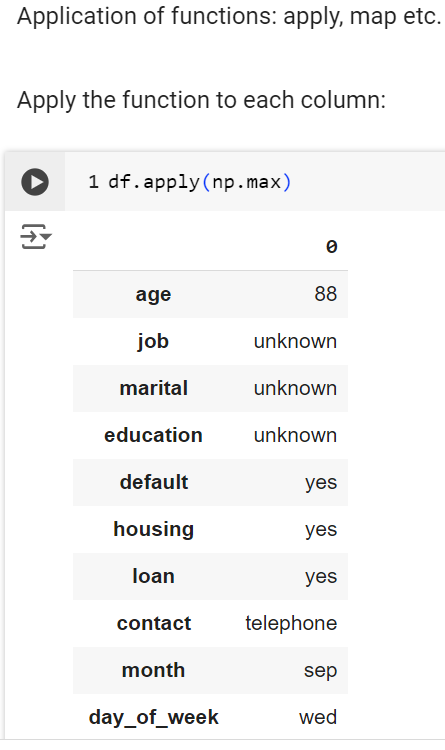 Application of functions: apply, map etc.
Apply the function to each column:
1 df.apply(np.max)
0
age 88
job unknown
marital unknown
education unknown
default yes
housing yes
loan yes
contact telephone
month sep
day_of_week wed